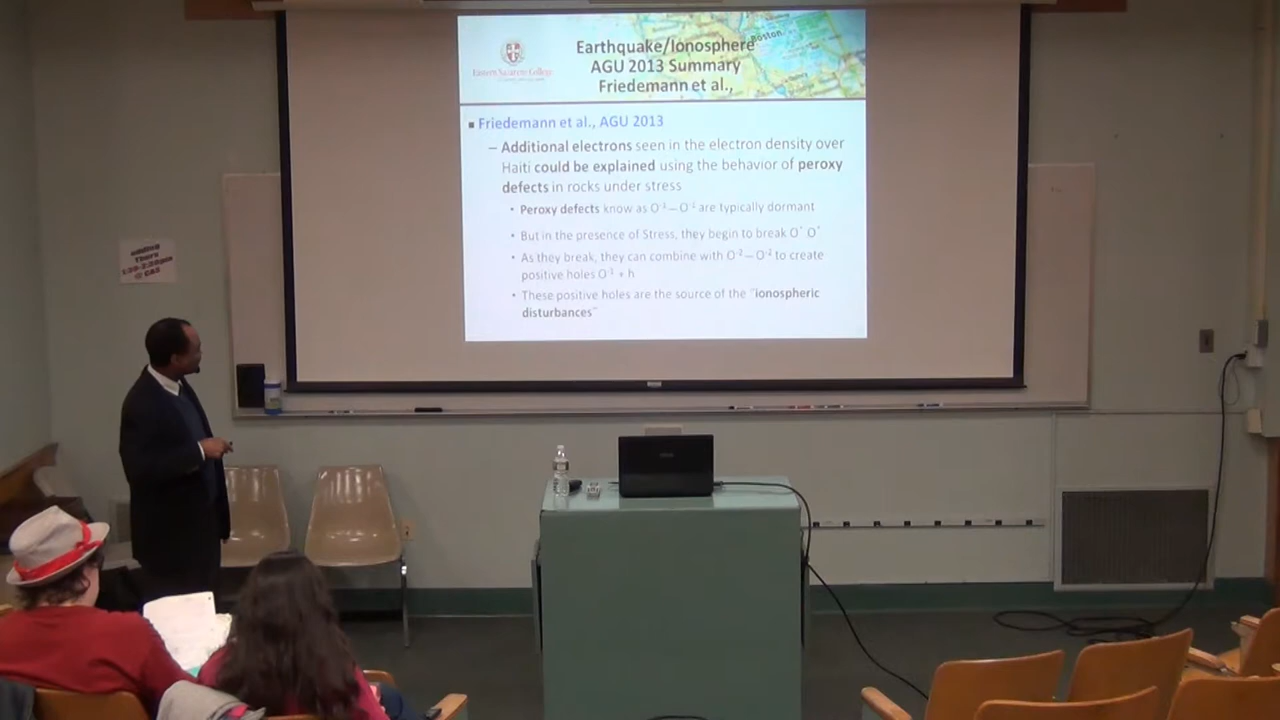 Earthquake/Ionosphere
AGU 2013 Summary
Friedemann et al.,
Boston
Eastern Nazarene College
▪ Friedemann et al., AGU 2013
– Additional electrons seen in the electron density over
Haiti could be explained using the behavior of peroxy
defects in rocks under stress
• Peroxy defects know as O⁻¹—O⁻¹ are typically dormant
• But in the presence of Stress, they begin to break O˙ O˙
• As they break, they can combine with O⁻²—O⁻² to create
positive holes O⁻¹ + h
• These positive holes are the source of the "ionospheric
disturbances"